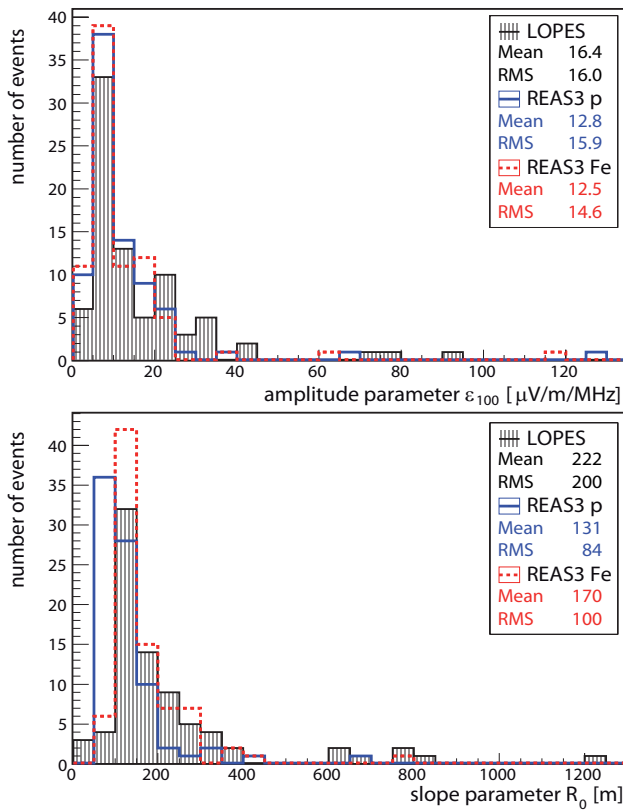 number of events
40
35
30
25
20
15
10
5
0
0
20
40
60
80
100
120
amplitude parameter ε100 [ μV/m/MHz]
LOPES
Mean 16.4
RMS 16.0
REAS3 p
Mean 12.8
RMS 15.9
REAS3 Fe
Mean 12.5
RMS 14.6
number of events
40
35
30
25
20
15
10
5
0
0
200
400
600
800
1000
1200
slope parameter R0 [m]
LOPES
Mean 222
RMS 200
REAS3 p
Mean 131
RMS 84
REAS3 Fe
Mean 170
RMS 100